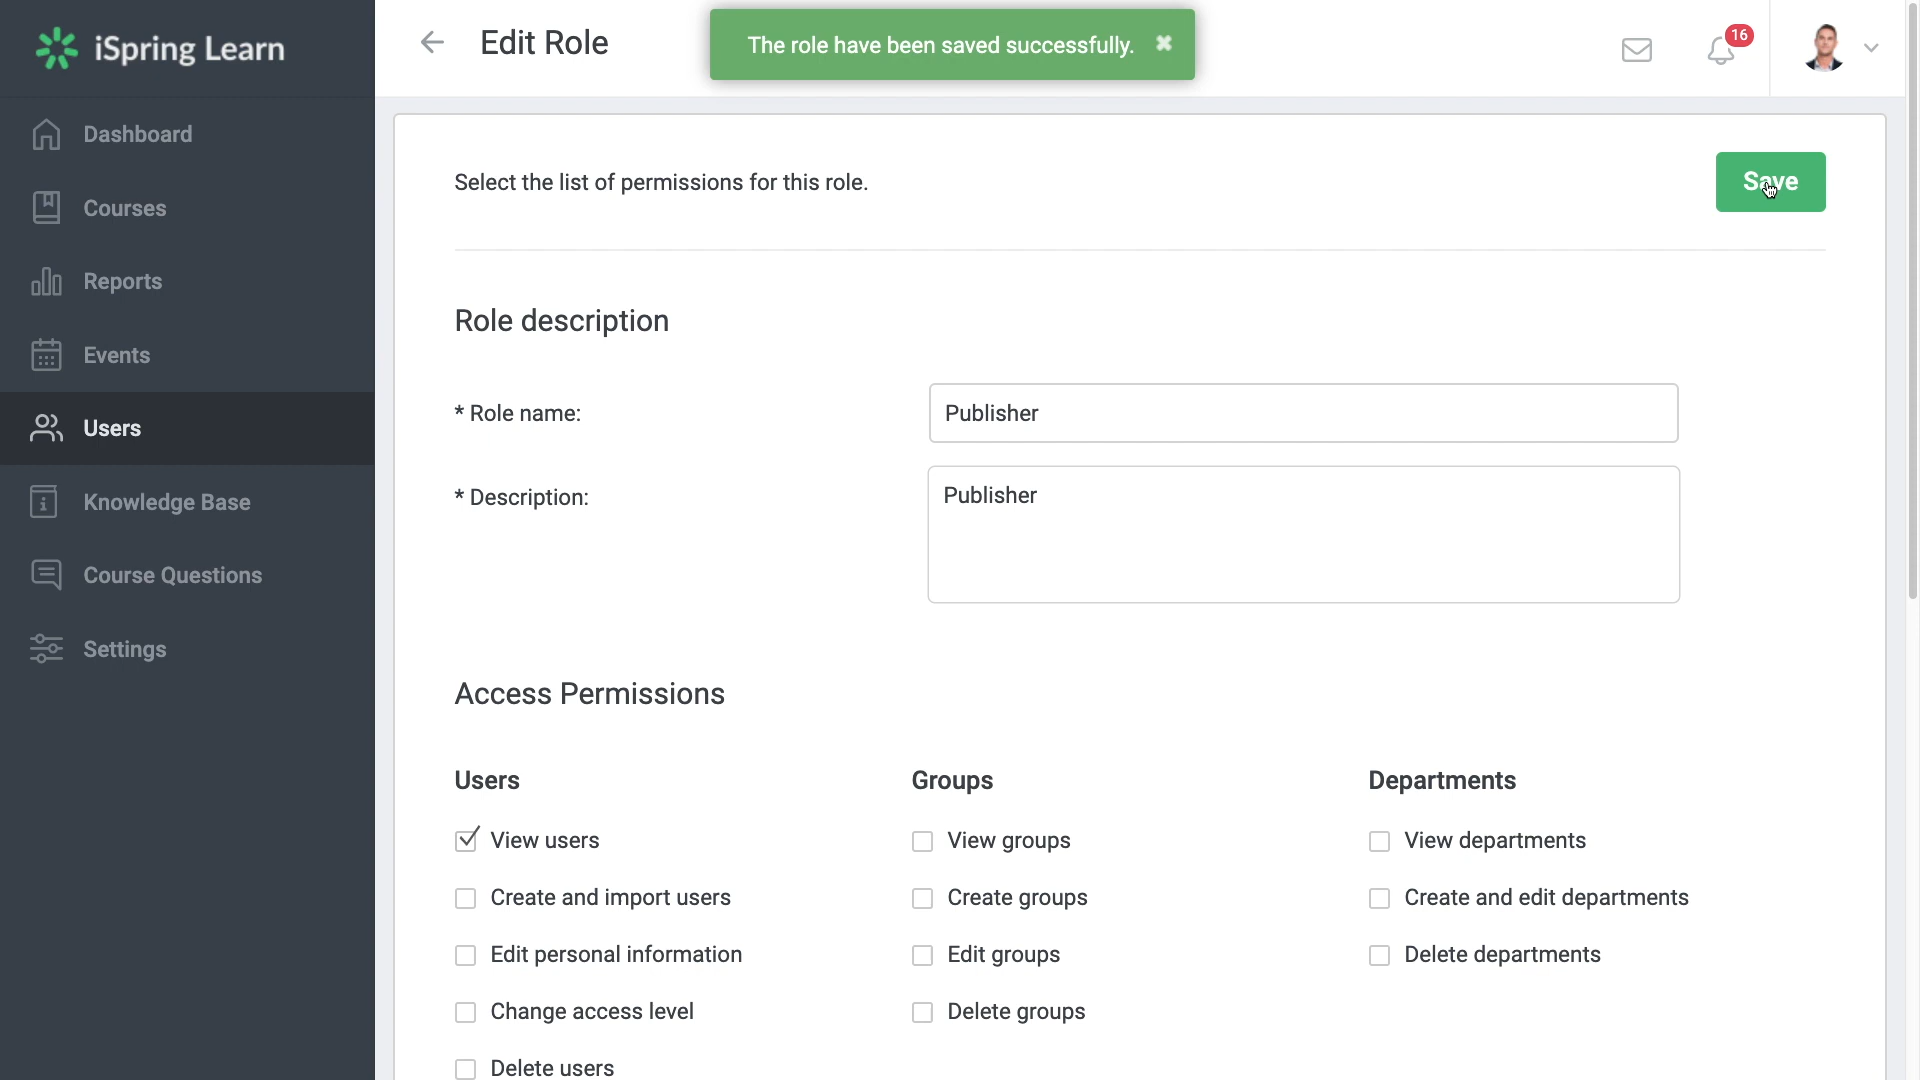 iSpring Learn
Edit Role
The role have been saved successfully.
16
Dashboard
Courses
Reports
Events
Users
Knowledge Base
Course Questions
Settings
Select the list of permissions for this role.
Save
Role description
* Role name:
Publisher
* Description:
Publisher
Access Permissions
Users
View users
Create and import users
Edit personal information
Change access level
Delete users
Groups
View groups
Create groups
Edit groups
Delete groups
Departments
View departments
Create and edit departments
Delete departments